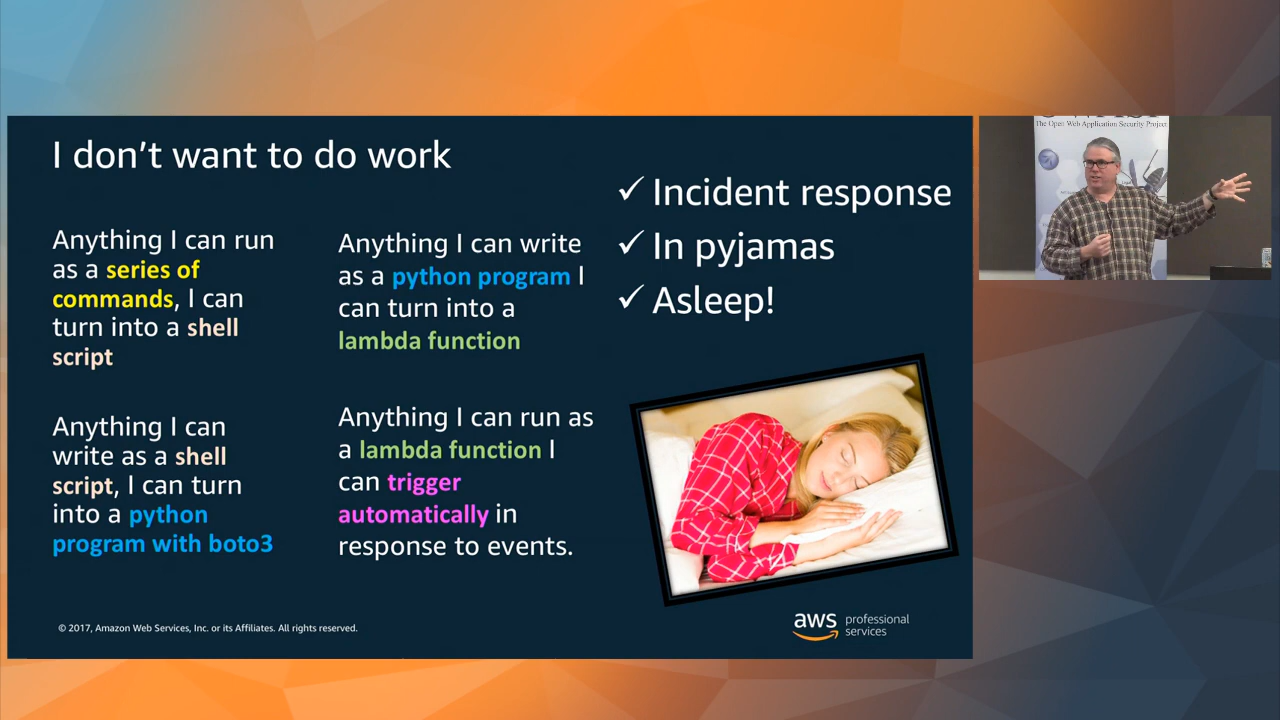 I don't want to do work
Anything I can run
as a series of
commands, I can
turn into a shell
script
Anything I can
write as a shell
script, I can turn
into a python
program with boto3
Anything I can write
as a python program I
can turn into a
lambda function
Anything I can run as
a lambda function I
can trigger
automatically in
response to events.
✓ Incident response
✓ In pyjamas
✓ Asleep!
© 2017, Amazon Web Services, Inc. or its Affiliates. All rights reserved.
aws professional
services
The Open Web Application Security Project